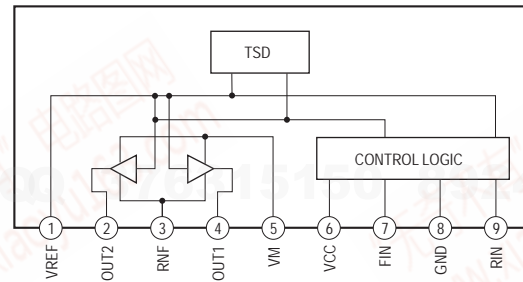 TSD
CONTROL LOGIC
1 2 3 4 5 6 7 8 9
VREF OUT2 RNF OUT1 VM VCC FIN GND RIN